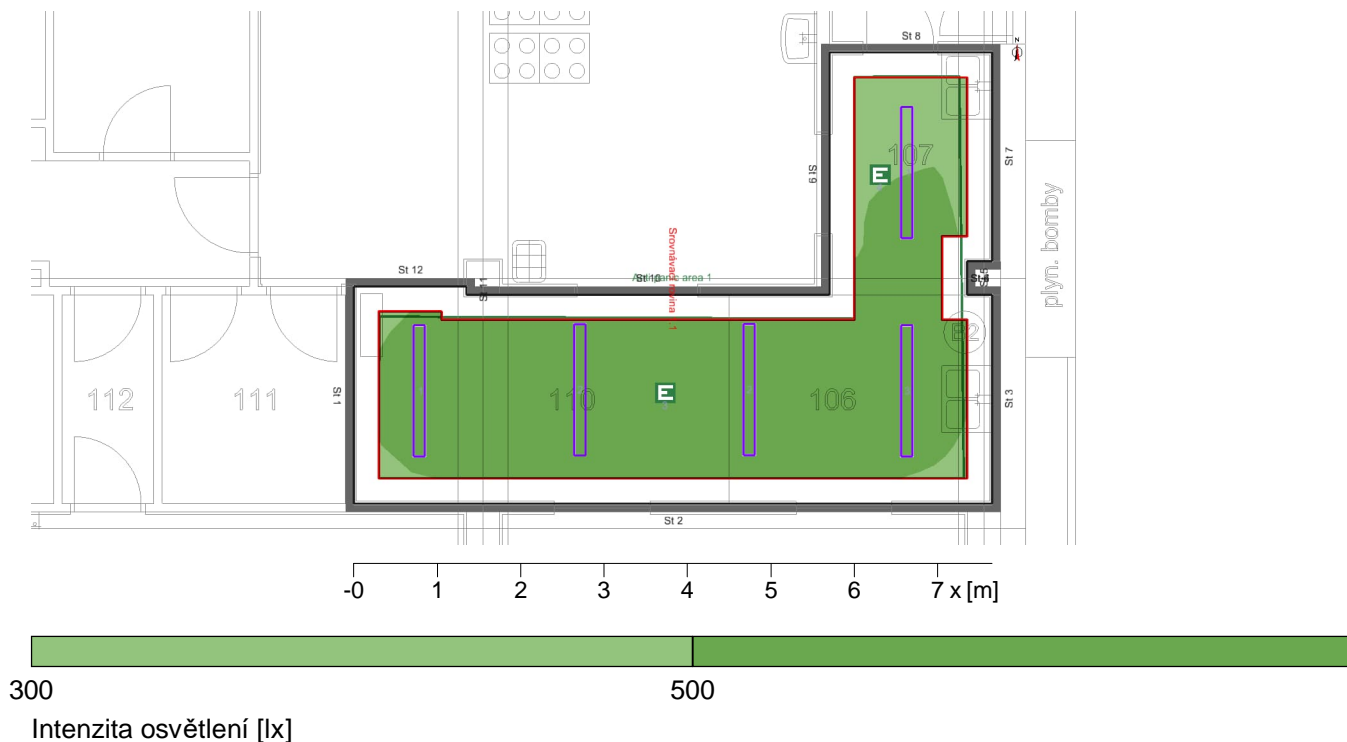 St 8
N
St 7
107
E
St 9
plyn. bomby
St 12
St 11
St 10
Srovnávací rovina 1.1
St 5
112
111
St 1
110
E
106
St 3
St 2
-0 1 2 3 4 5 6 7 x [m]
300 500
Intenzita osvětlení [lx]